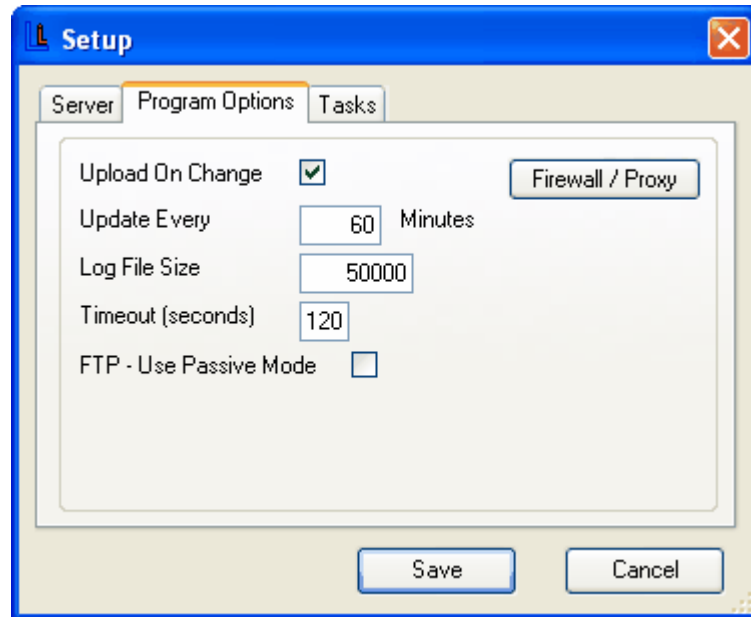 Setup
Server Program Options Tasks
Upload On Change Firewall / Proxy
Update Every 60 Minutes
Log File Size 50000
Timeout (seconds) 120
FTP - Use Passive Mode
Save Cancel